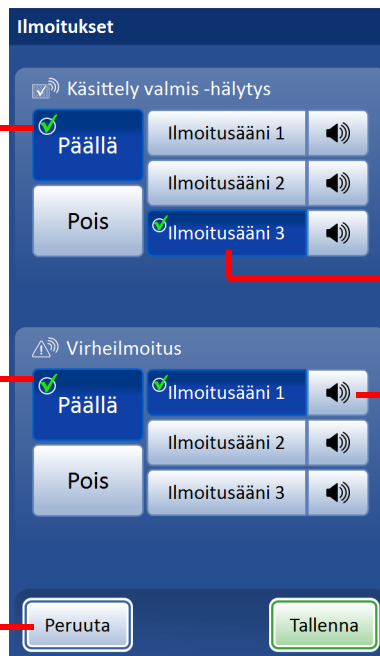 Ilmoitukset
Käsittely valmis -hälytys
Päällä
Pois
Ilmoitusääni 1
Ilmoitusääni 2
Ilmoitusääni 3
Virheilmoitus
Päällä
Pois
Ilmoitusääni 1
Ilmoitusääni 2
Ilmoitusääni 3
Peruuta
Tallenna